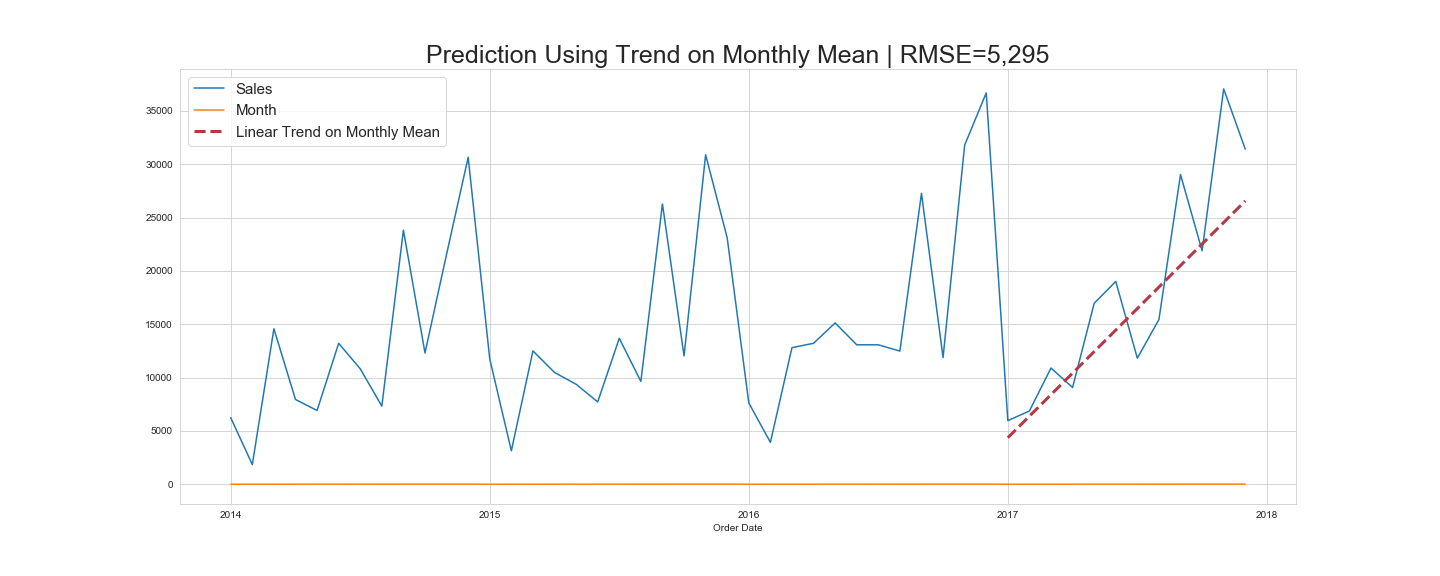 Prediction Using Trend on Monthly Mean | RMSE=5,295
Sales
Month
Linear Trend on Monthly Mean
35000
30000
25000
20000
15000
10000
5000
0
2014 2015 2016 2017 2018
Order Date